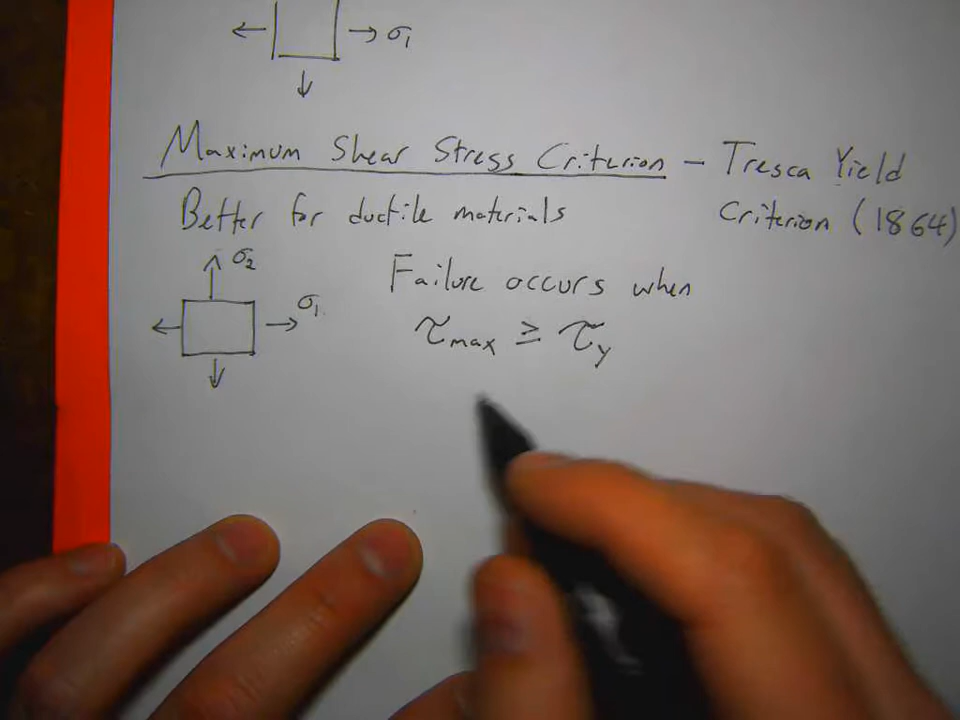 σ₁
Maximum Shear Stress Criterion – Tresca Yield
Criterion (1864)
Better for ductile materials
σ₂
σ₁
Failure occurs when
τmax ≥ τy